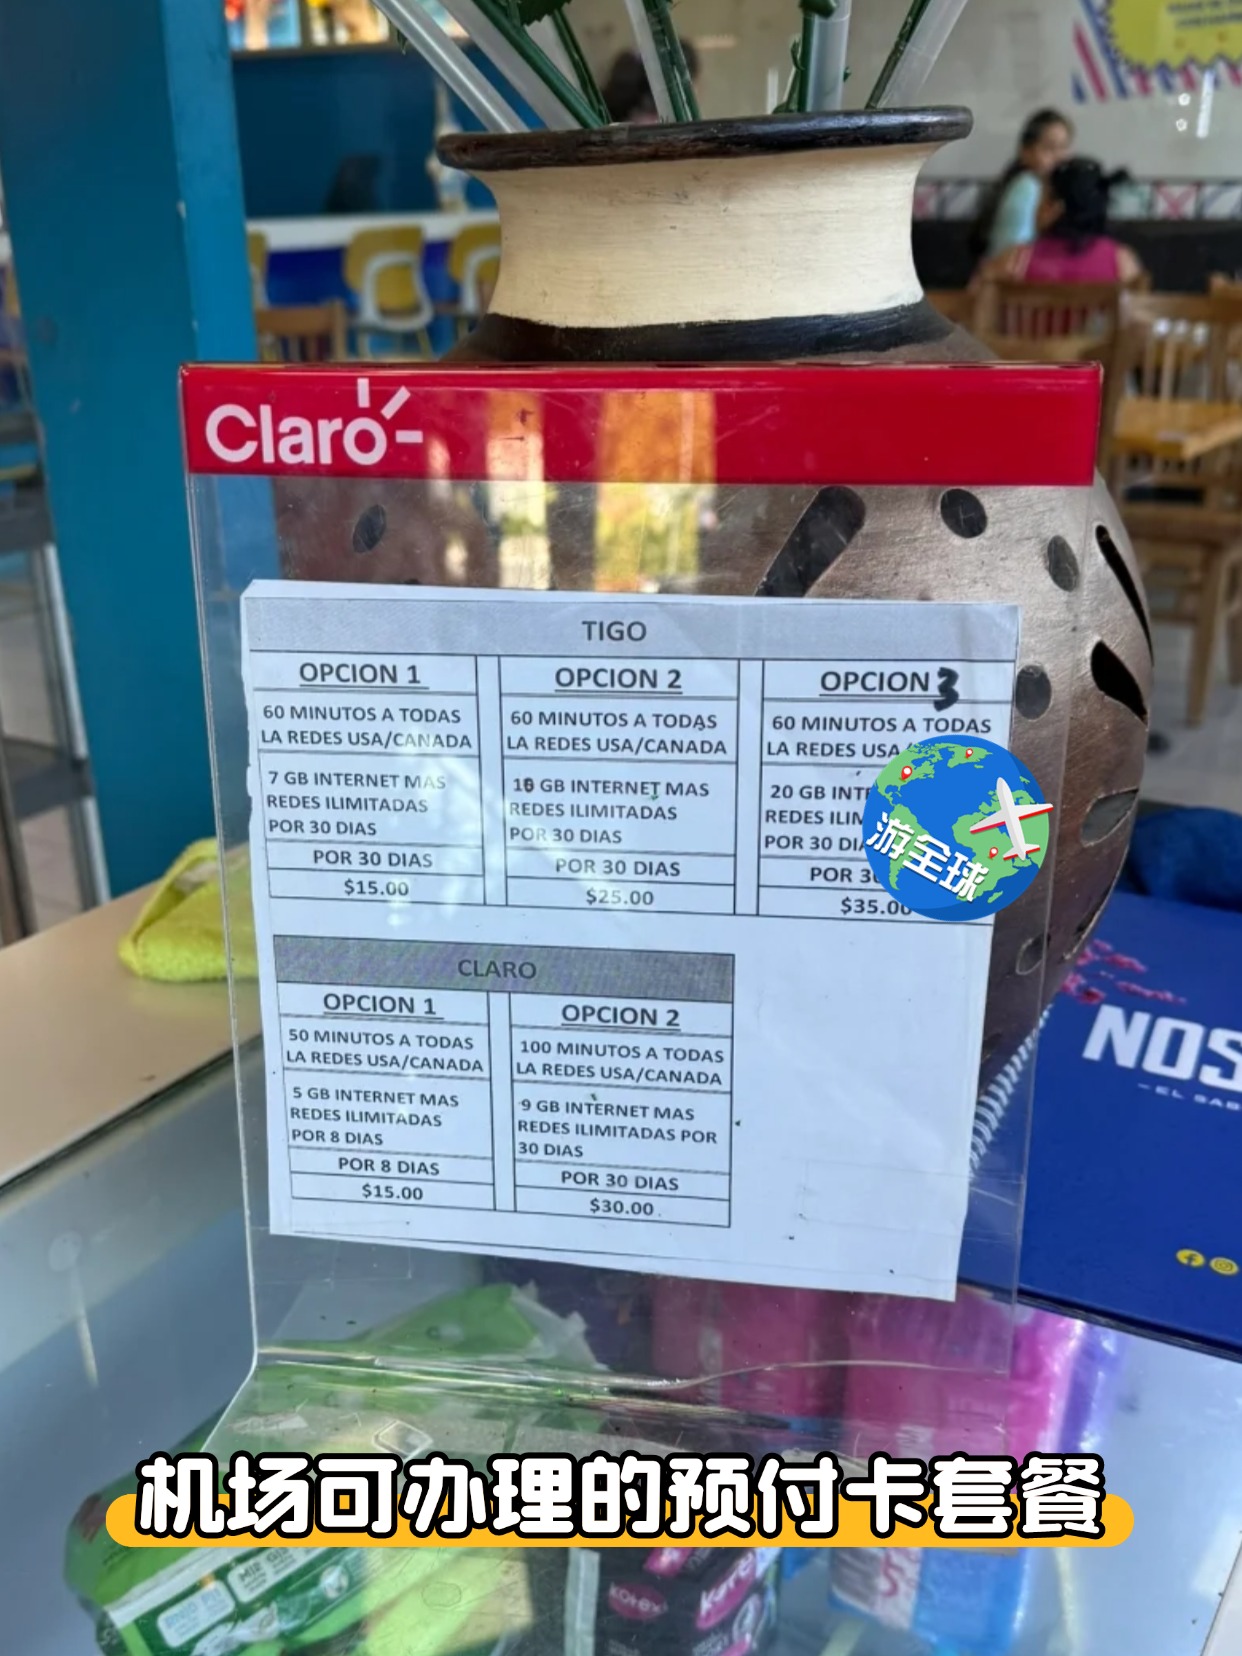 Claro
TIGO
OPCION 1
60 MINUTOS A TODAS
LA REDES USA/CANADA
7 GB INTERNET MAS
REDES ILIMITADAS
POR 30 DIAS
POR 30 DIAS
$15.00
OPCION 2
60 MINUTOS A TODAS
LA REDES USA/CANADA
10 GB INTERNET MAS
REDES ILIMITADAS
POR 30 DIAS
POR 30 DIAS
$25.00
OPCION 3
60 MINUTOS A TODAS
LA REDES USA/
20 GB INTE
REDES ILIM
POR 30 DIA
POR 30
$35.00
游全球
CLARO
OPCION 1
50 MINUTOS A TODAS
LA REDES USA/CANADA
5 GB INTERNET MAS
REDES ILIMITADAS
POR 8 DIAS
POR 8 DIAS
$15.00
OPCION 2
100 MINUTOS A TODAS
LA REDES USA/CANADA
9 GB INTERNET MAS
REDES ILIMITADAS POR
30 DIAS
POR 30 DIAS
$30.00
NOS
EL SAB
机场可办理的预付卡套餐
kotex